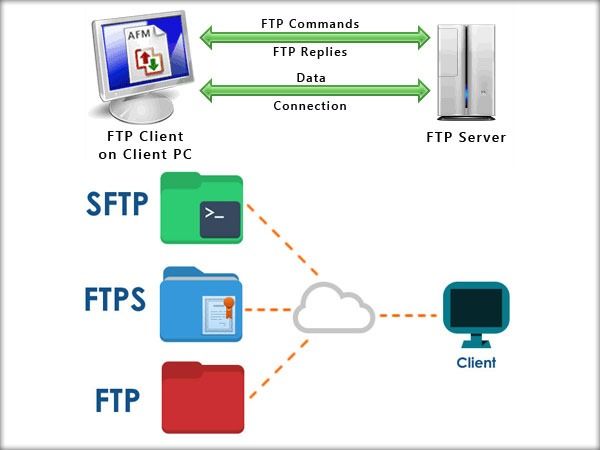 AFM
FTP Commands
FTP Replies
Data
Connection
FTP Client
on Client PC
FTP Server
SFTP
>_
FTPS
FTP
Client